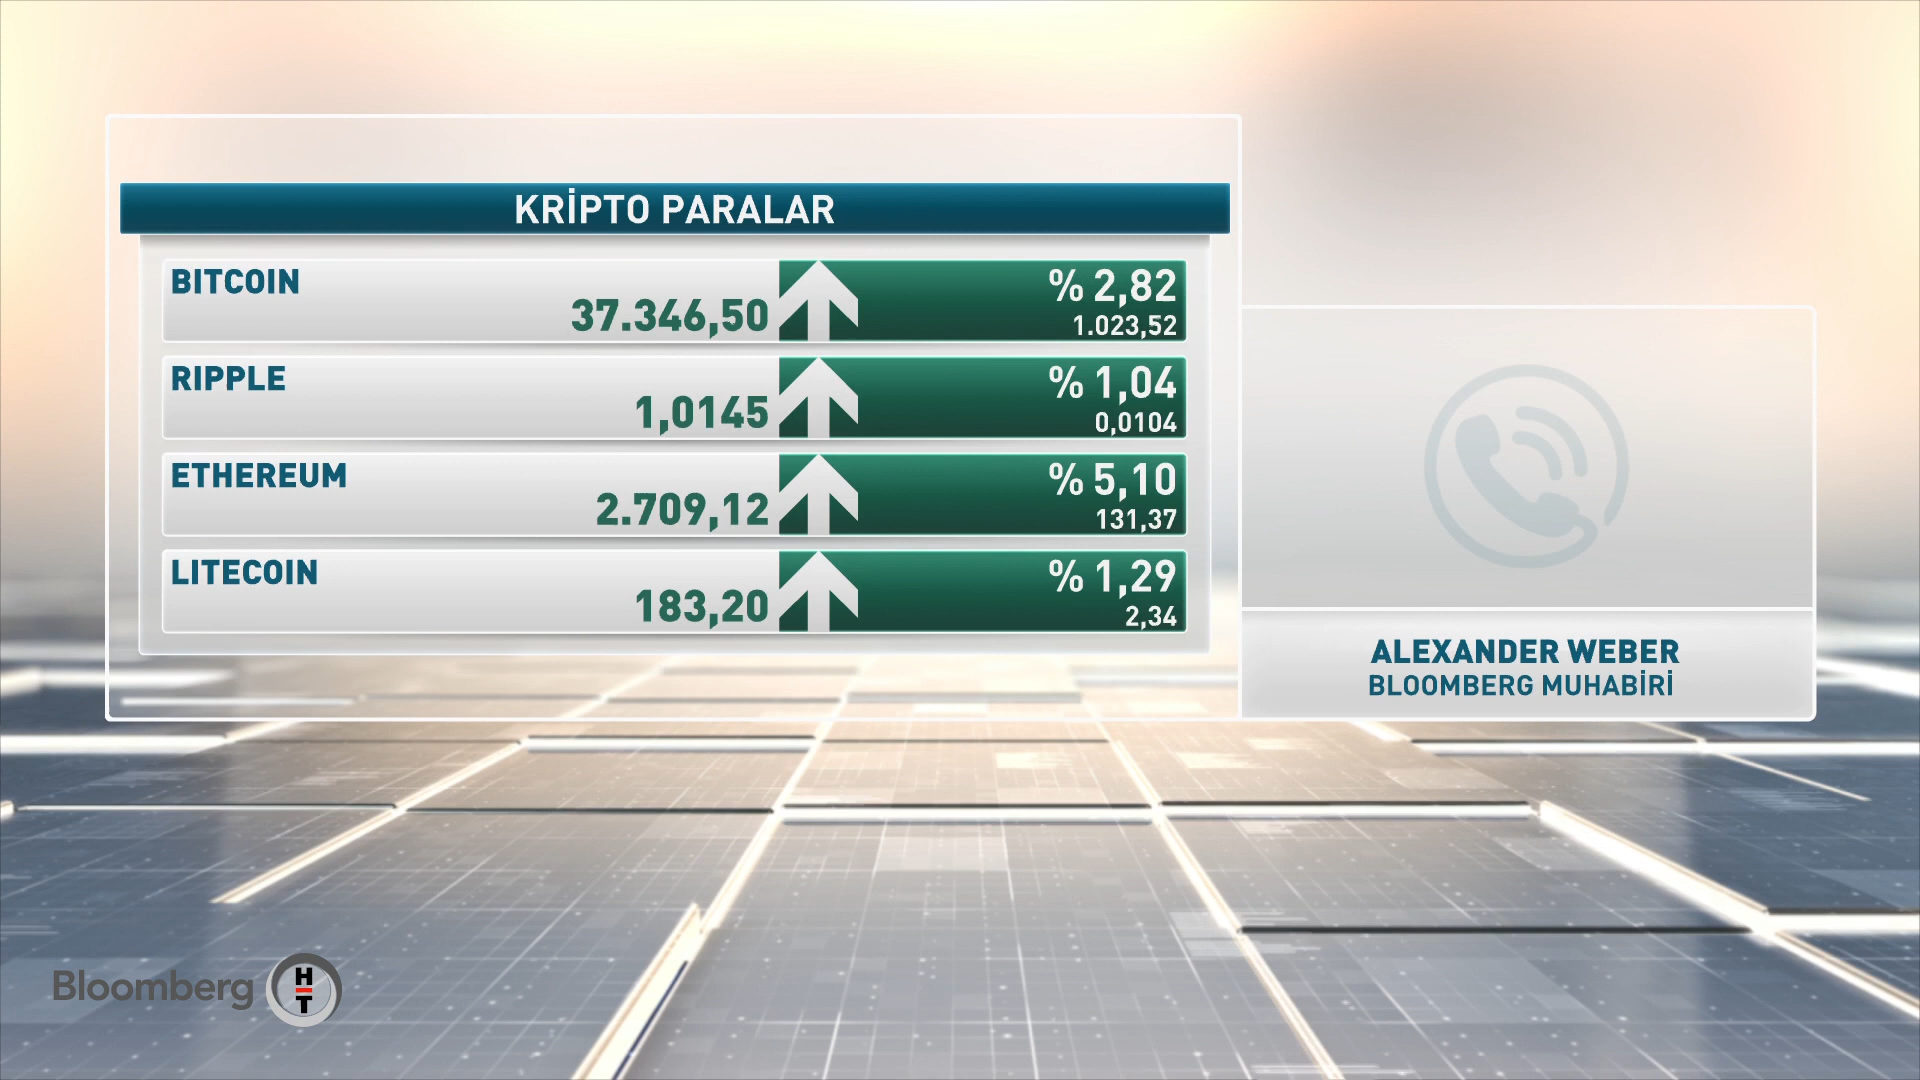 KRİPTO PARALAR
BITCOIN
37.346,50
% 2,82
1.023,52
RIPPLE
1,0145
% 1,04
0,0104
ETHEREUM
2.709,12
% 5,10
131,37
LITECOIN
183,20
% 1,29
2,34
ALEXANDER WEBER
BLOOMBERG MUHABİRİ
Bloomberg HT